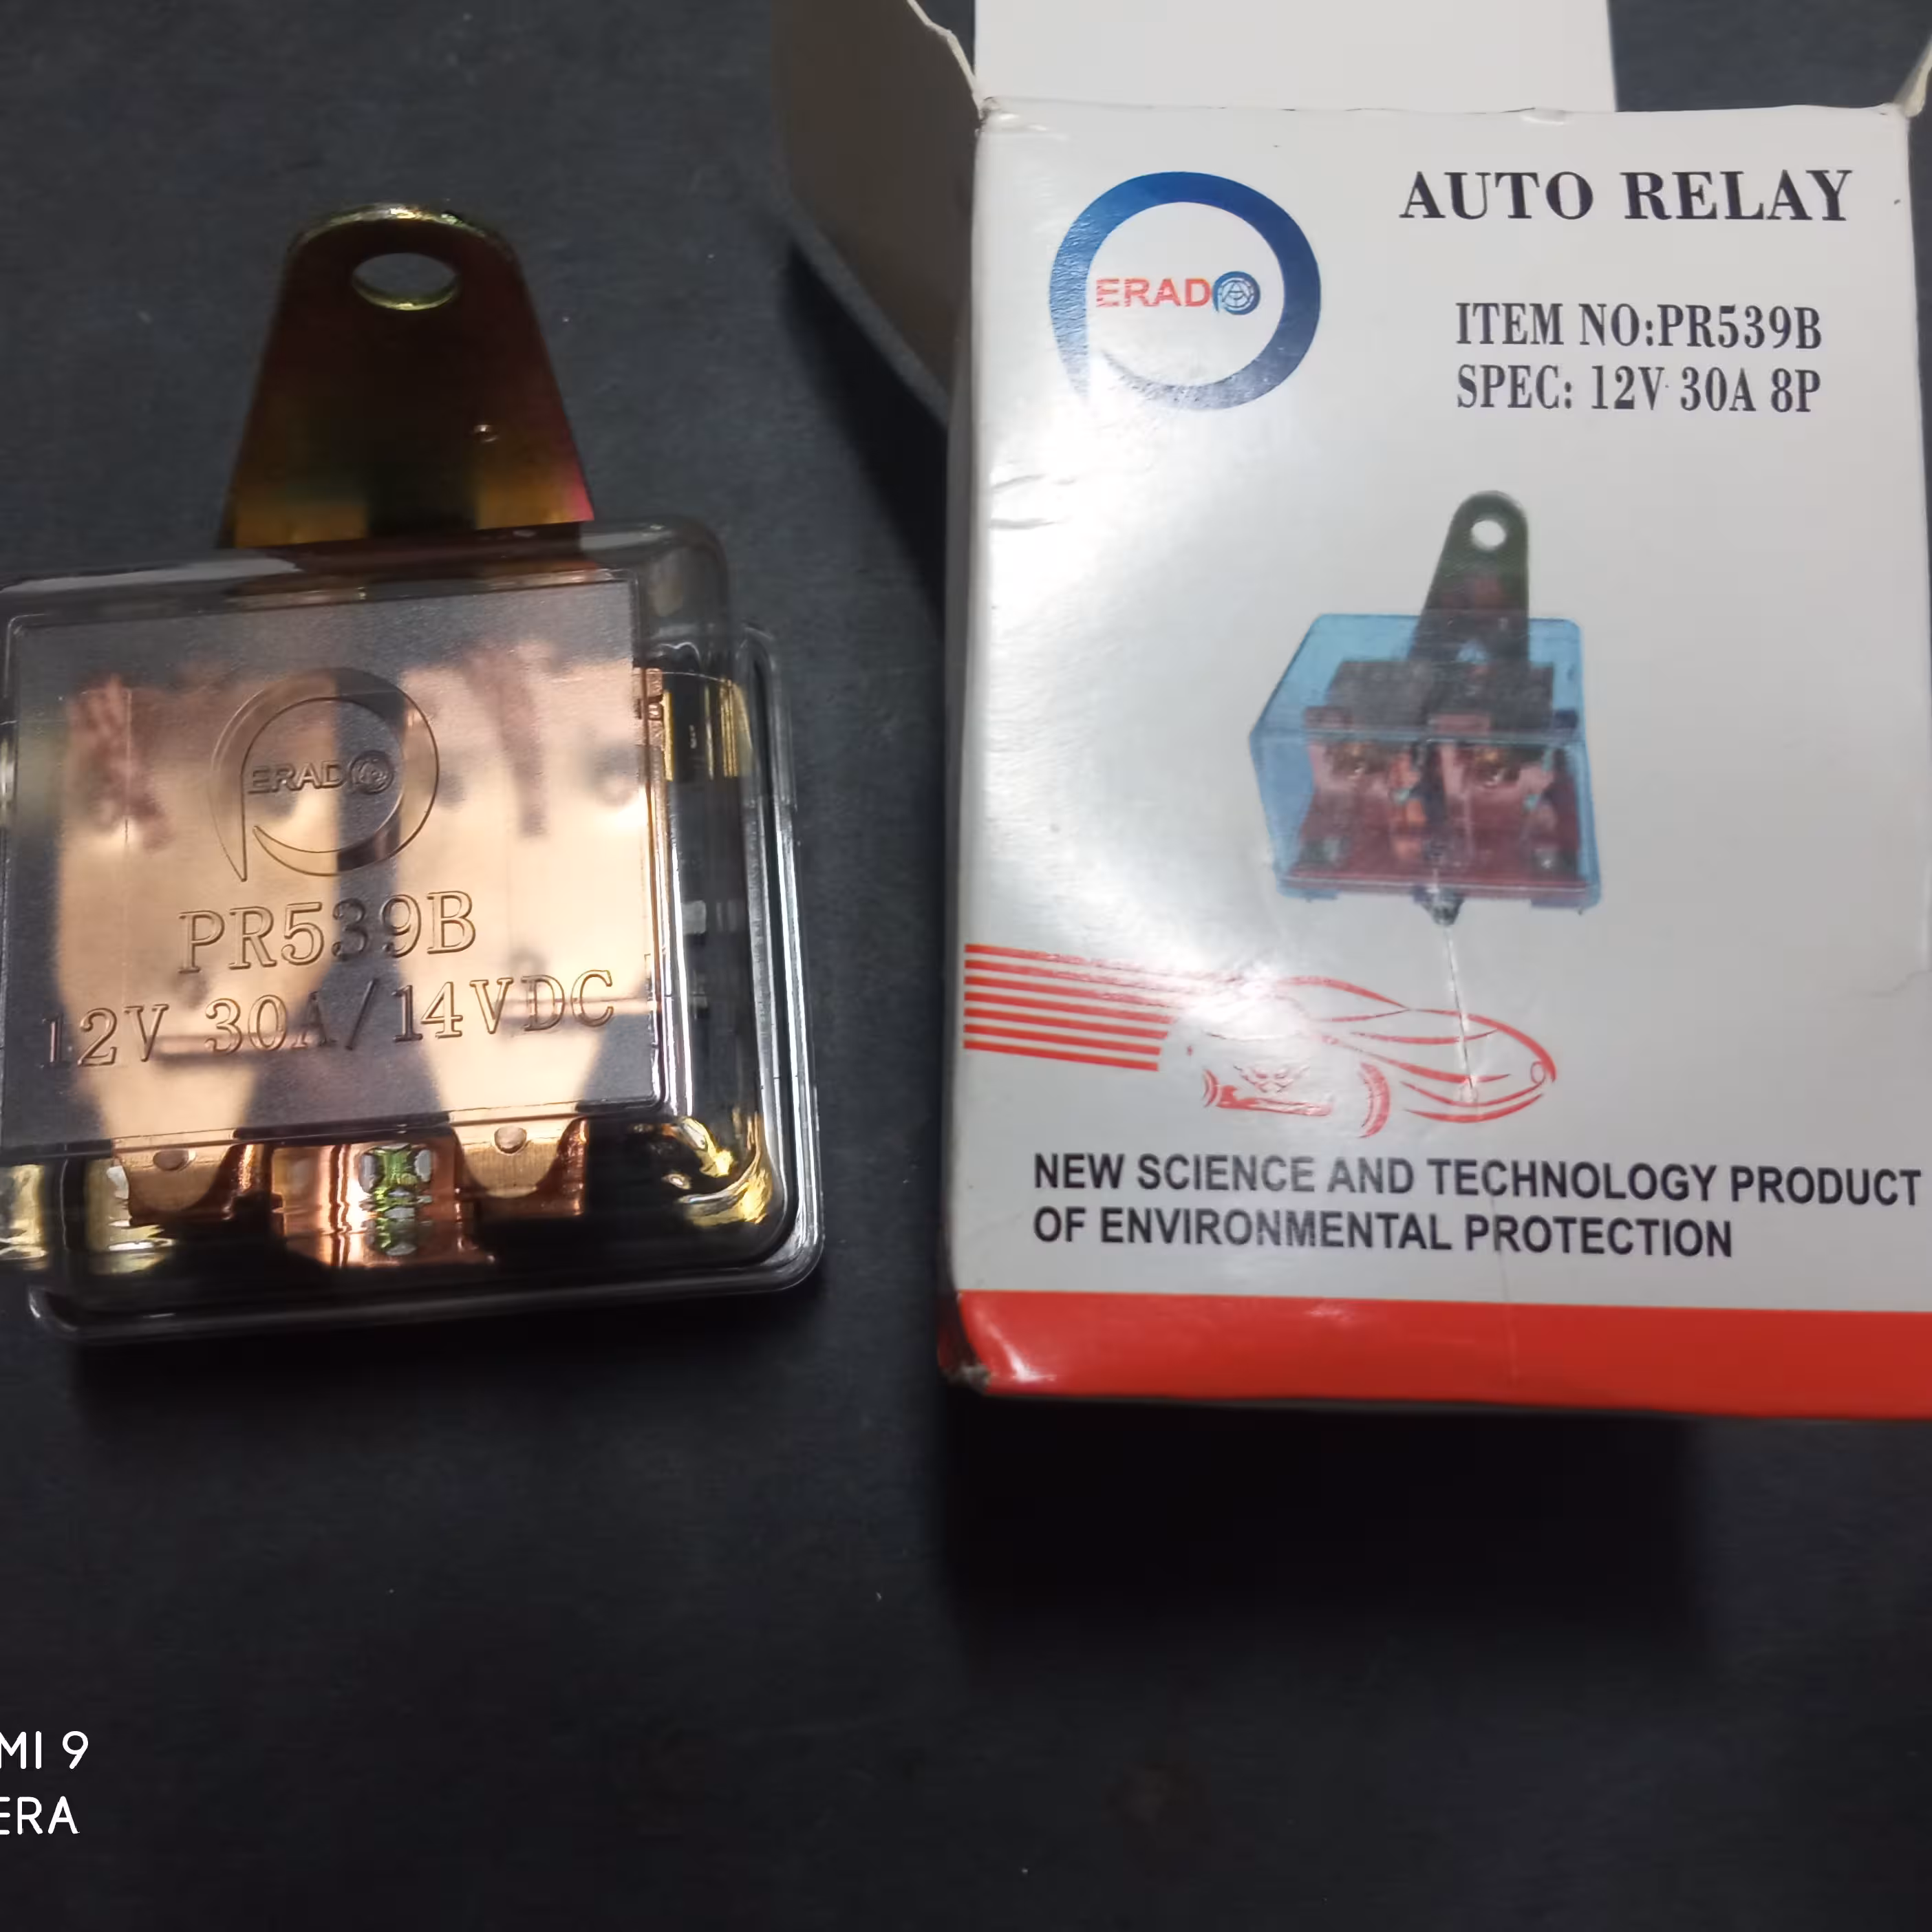 ERAD
PR539B
12V 30A/14VDC
AUTO RELAY
ERAD
ITEM NO:PR539B
SPEC: 12V 30A 8P
NEW SCIENCE AND TECHNOLOGY PRODUCT
OF ENVIRONMENTAL PROTECTION
MI 9
ERA